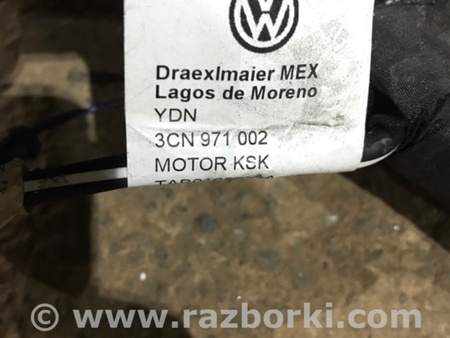 Draexlmaier MEX
Lagos de Moreno
YDN
3CN 971 002
MOTOR KSK
© www.razborki.com